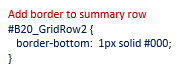 Add border to summary row
#B20_GridRow2 {
border-bottom:  1px solid #000;
}